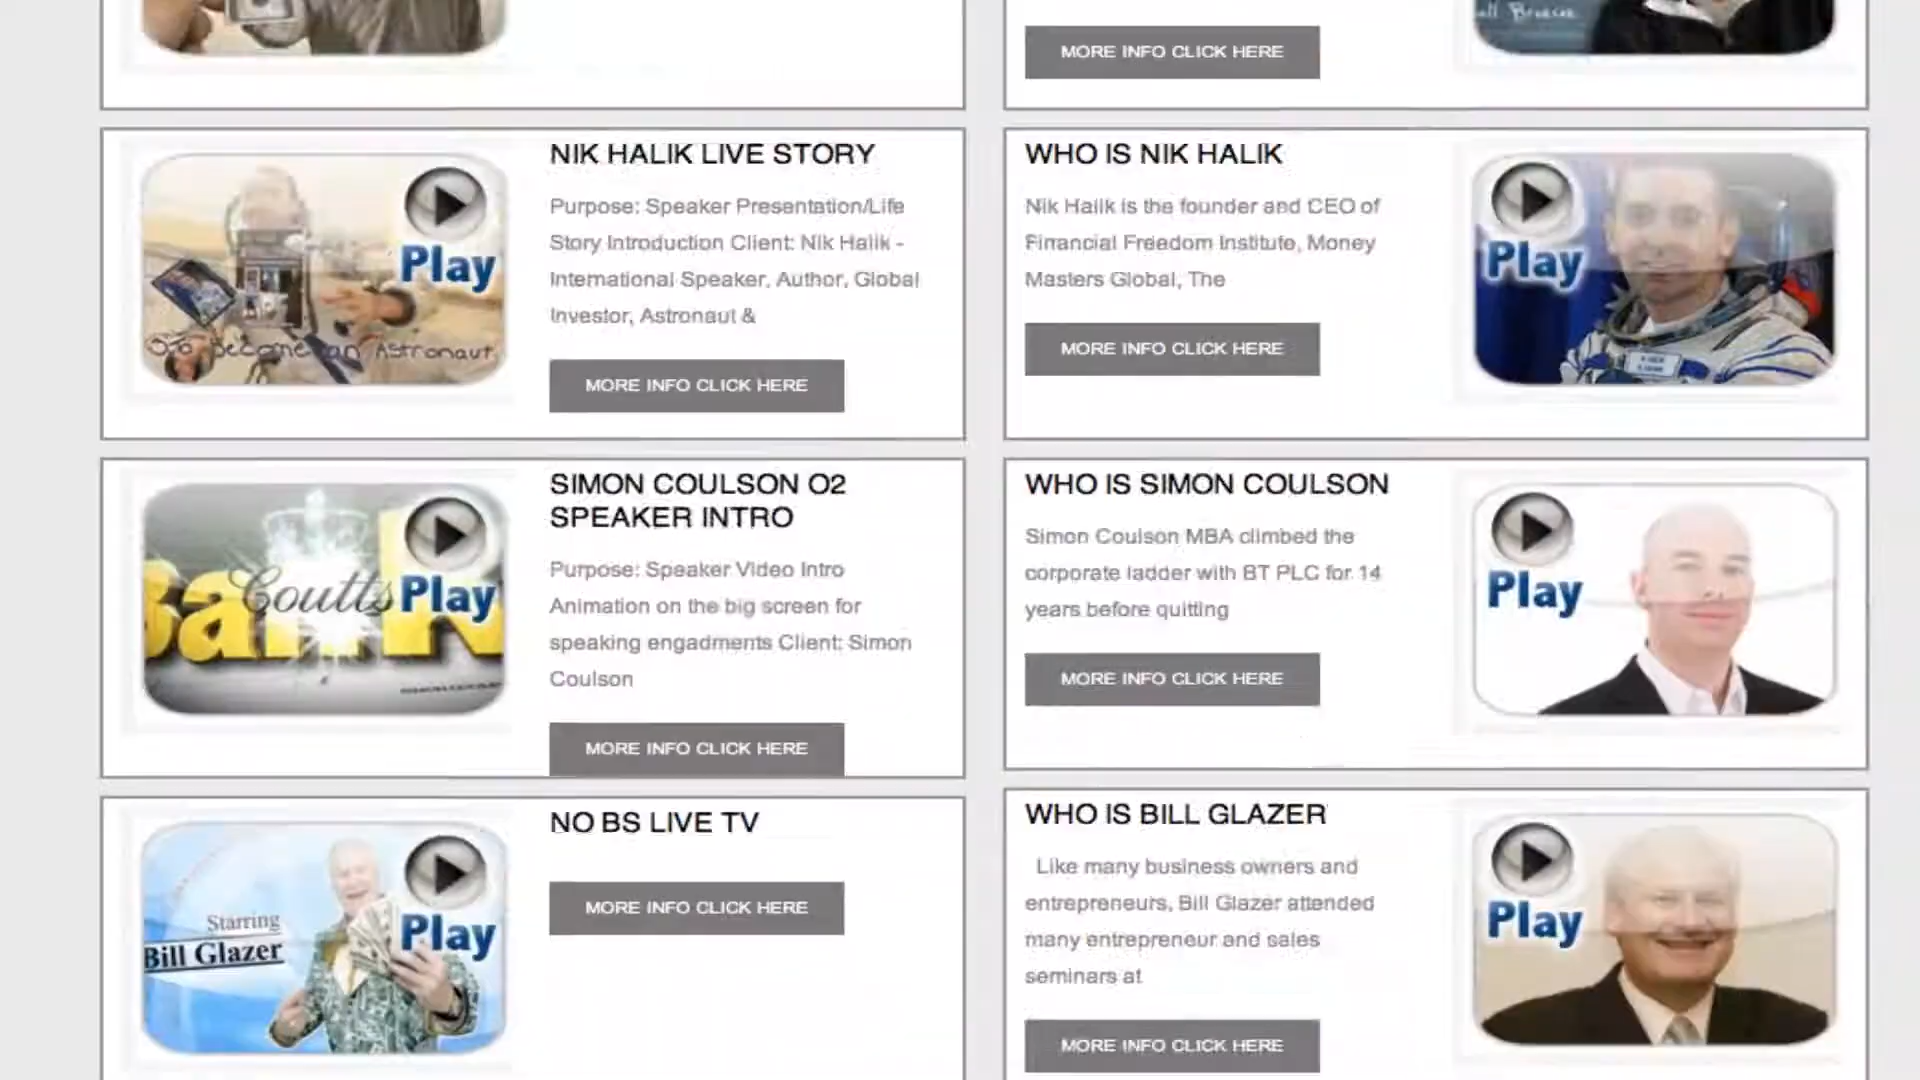 all Breeze
MORE INFO CLICK HERE
NIK HALIK LIVE STORY
Purpose: Speaker Presentation/Life
Story Introduction Client: Nik Halik -
International Speaker, Author, Global
Investor, Astronaut &
MORE INFO CLICK HERE
Play
To become an Astronaut
WHO IS NIK HALIK
Nik Halik is the founder and CEO of
Financial Freedom Institute, Money
Masters Global, The
MORE INFO CLICK HERE
Play
SIMON COULSON O2
SPEAKER INTRO
Purpose: Speaker Video Intro
Animation on the big screen for
speaking engadments Client: Simon
Coulson
MORE INFO CLICK HERE
Coutts
Play
WHO IS SIMON COULSON
Simon Coulson MBA climbed the
corporate ladder with BT PLC for 14
years before quitting
MORE INFO CLICK HERE
Play
NO BS LIVE TV
MORE INFO CLICK HERE
Starring
Bill Glazer
Play
WHO IS BILL GLAZER
Like many business owners and
entrepreneurs, Bill Glazer attended
many entrepreneur and sales
seminars at
MORE INFO CLICK HERE
Play